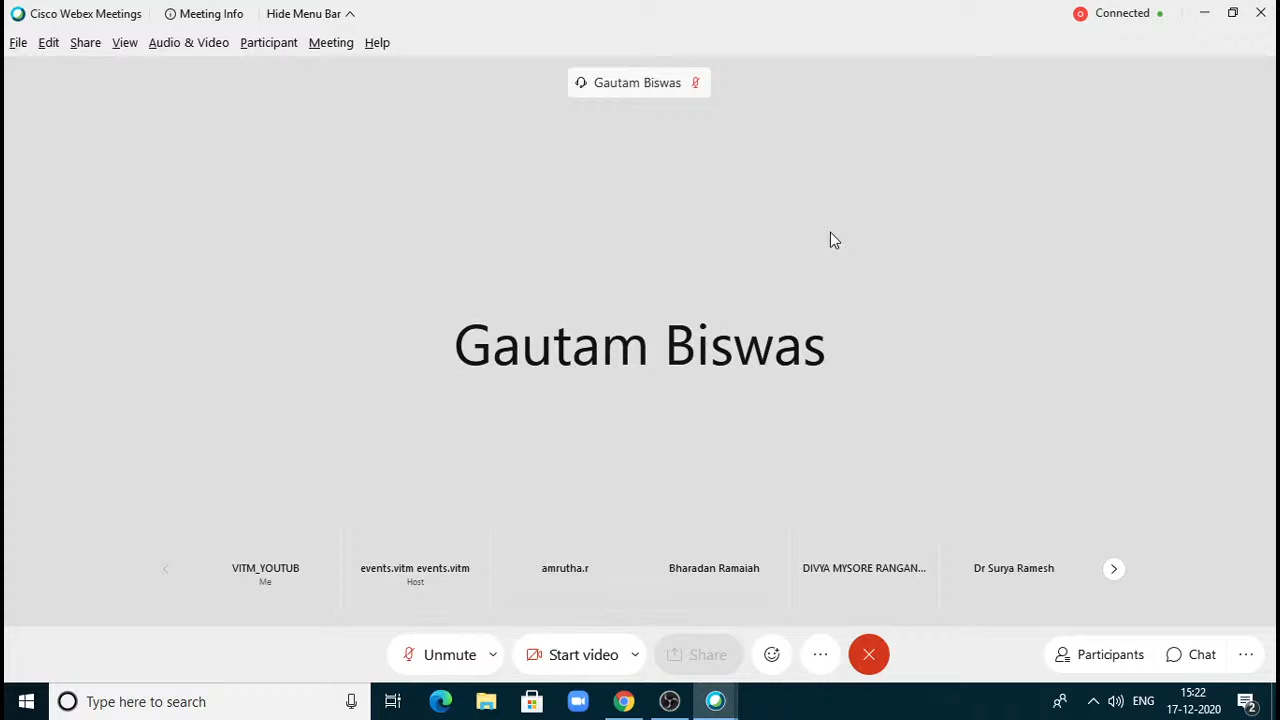 Cisco Webex Meetings Meeting Info Hide Menu Bar Connected
File Edit Share View Audio & Video Participant Meeting Help
Gautam Biswas
Gautam Biswas
VITM_YOUTUB events.vitm events.vitm amrutha.r Bharadan Ramaiah DIVYA MYSORE RANGAN... Dr Surya Ramesh
Me Host
Unmute Start video Share Participants Chat
Type here to search ENG 15:22
17-12-2020 2